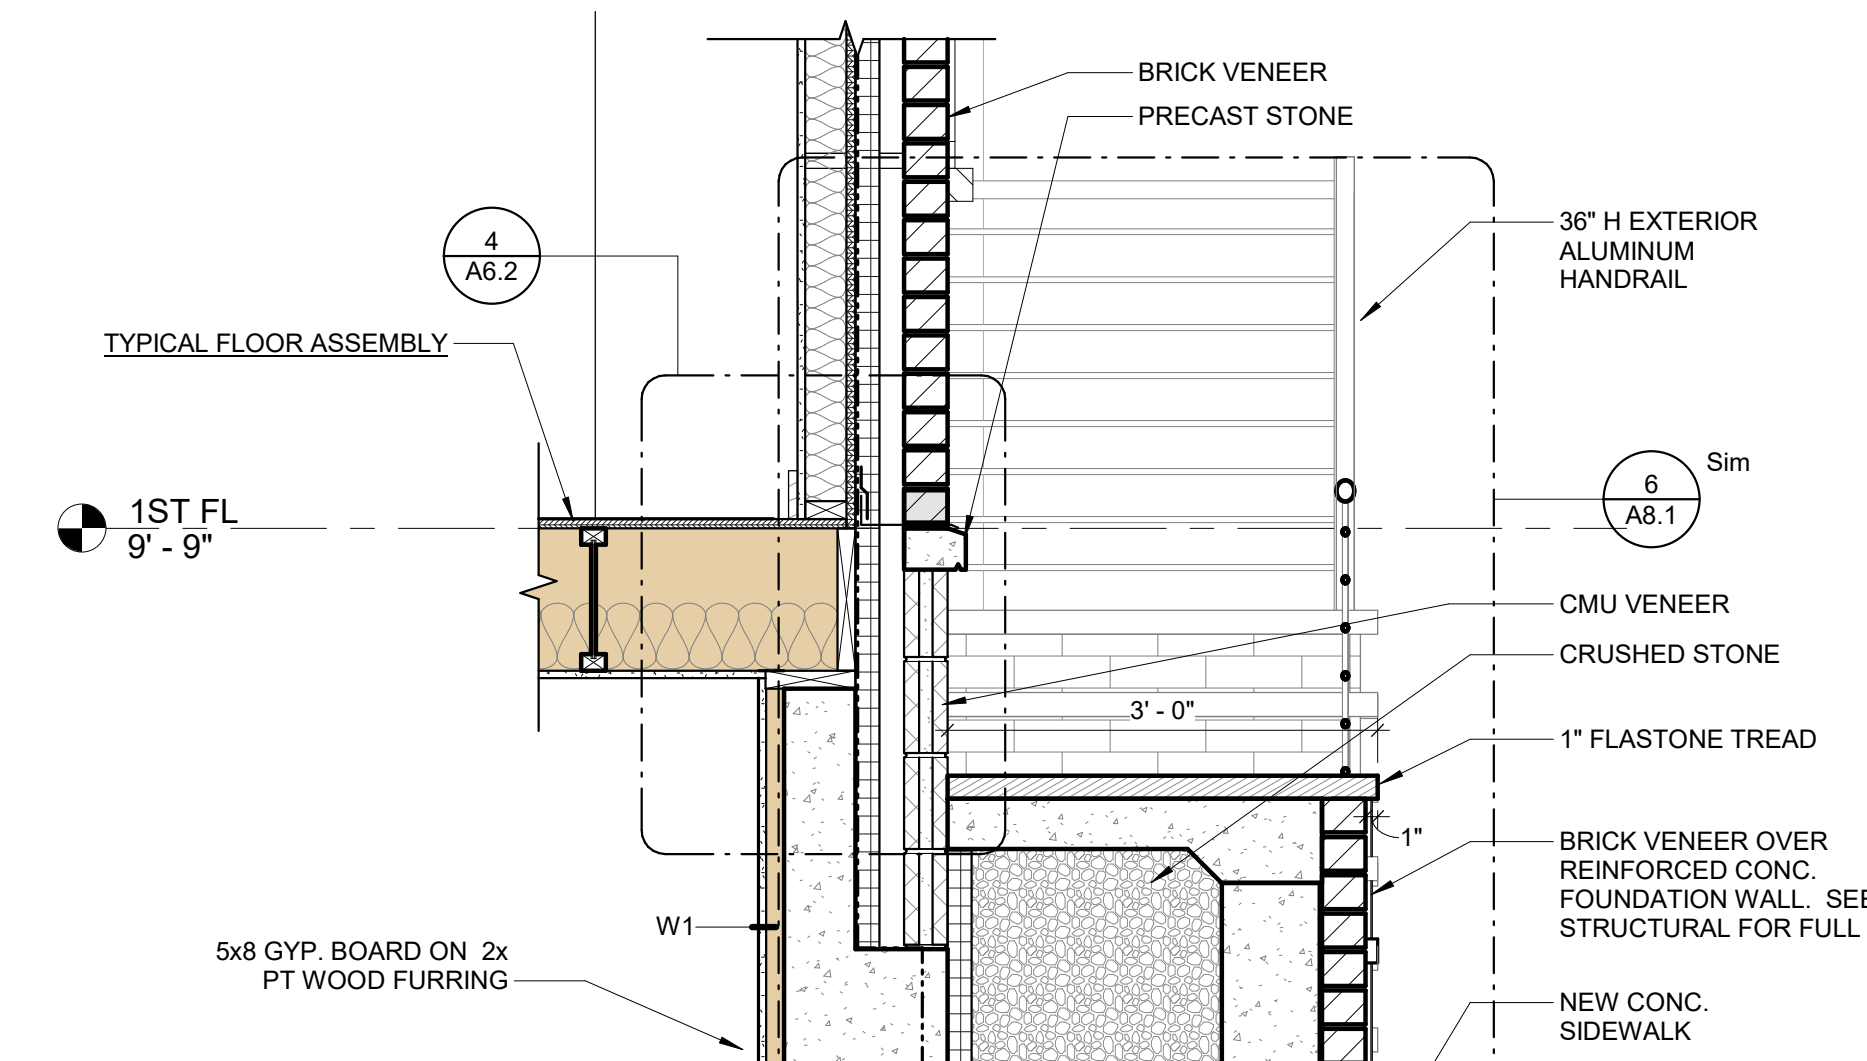 BRICK VENEER
PRECAST STONE
36" H EXTERIOR
ALUMINUM
HANDRAIL
4
A6.2
TYPICAL FLOOR ASSEMBLY
Sim
6
A8.1
1ST FL
9' - 9"
CMU VENEER
CRUSHED STONE
3' - 0"
1" FLASTONE TREAD
1"
BRICK VENEER OVER
REINFORCED CONC.
FOUNDATION WALL. SEE
STRUCTURAL FOR FULL
W1
5x8 GYP. BOARD ON 2x
PT WOOD FURRING
NEW CONC.
SIDEWALK